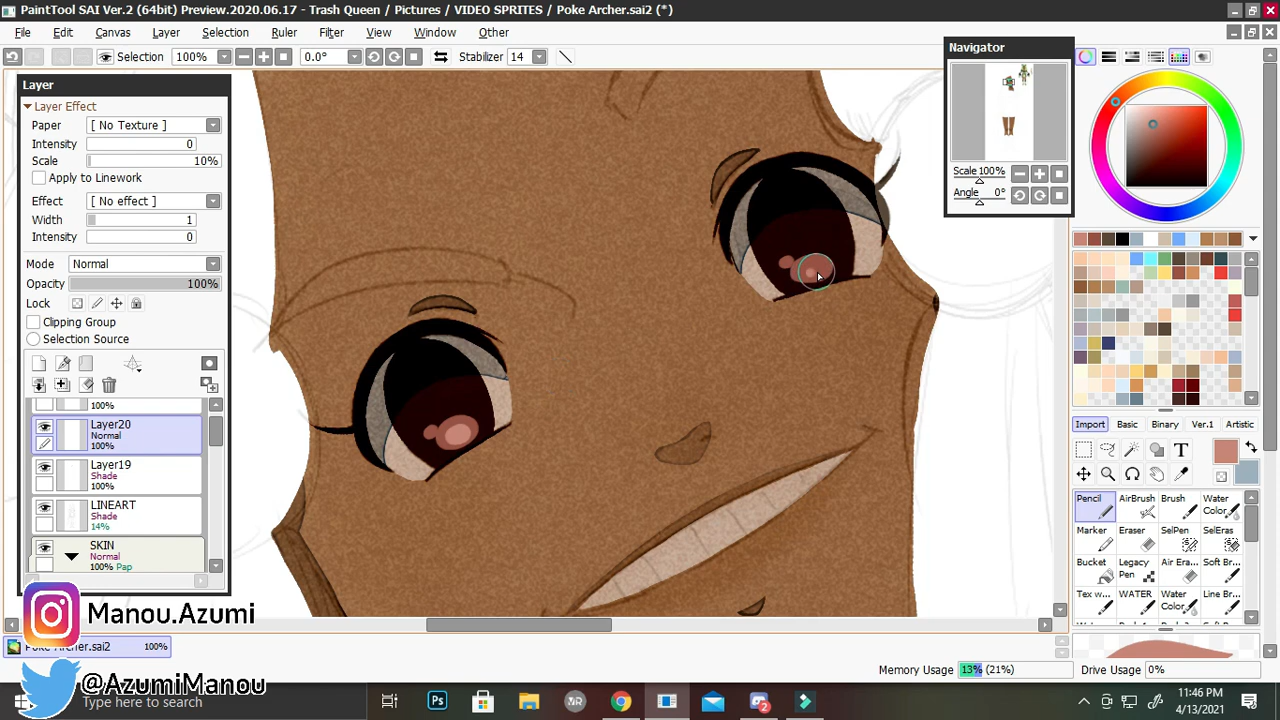 PaintTool SAI Ver.2 (64bit) Preview.2020.06.17 - Trash Queen / Pictures / VIDEO SPRITES / Poke Archer.sai2 (*)
File Edit Canvas Layer Selection Ruler Filter View Window Other
Selection 100% 0.0° Stabilizer 14
Layer
Layer Effect
Paper [ No Texture ]
Intensity 0
Scale 10%
Apply to Linework
Effect [ No effect ]
Width 1
Intensity 0
Mode Normal
Opacity 100%
Lock
Clipping Group
Selection Source
100%
Layer20
Normal
100%
Layer19
Shade
100%
LINEART
Shade
14%
SKIN
Normal
100% Pap
Navigator
Scale 100%
Angle 0°
Import Basic Ver.1 Artistic
T
Pencil AirBrush Brush Water Color..
Marker Eraser SelPen SelEras
Bucket Legacy Pen Air Era... Soft Br...
Tex w... WATER Water Color.. Line Br...
Manou.Azumi
Poke Archer.sai2 100%
Memory Usage 13% (21%) Drive Usage 0%
@AzumiManou
Type here to search
Ps
2
11:46 PM
4/13/2021